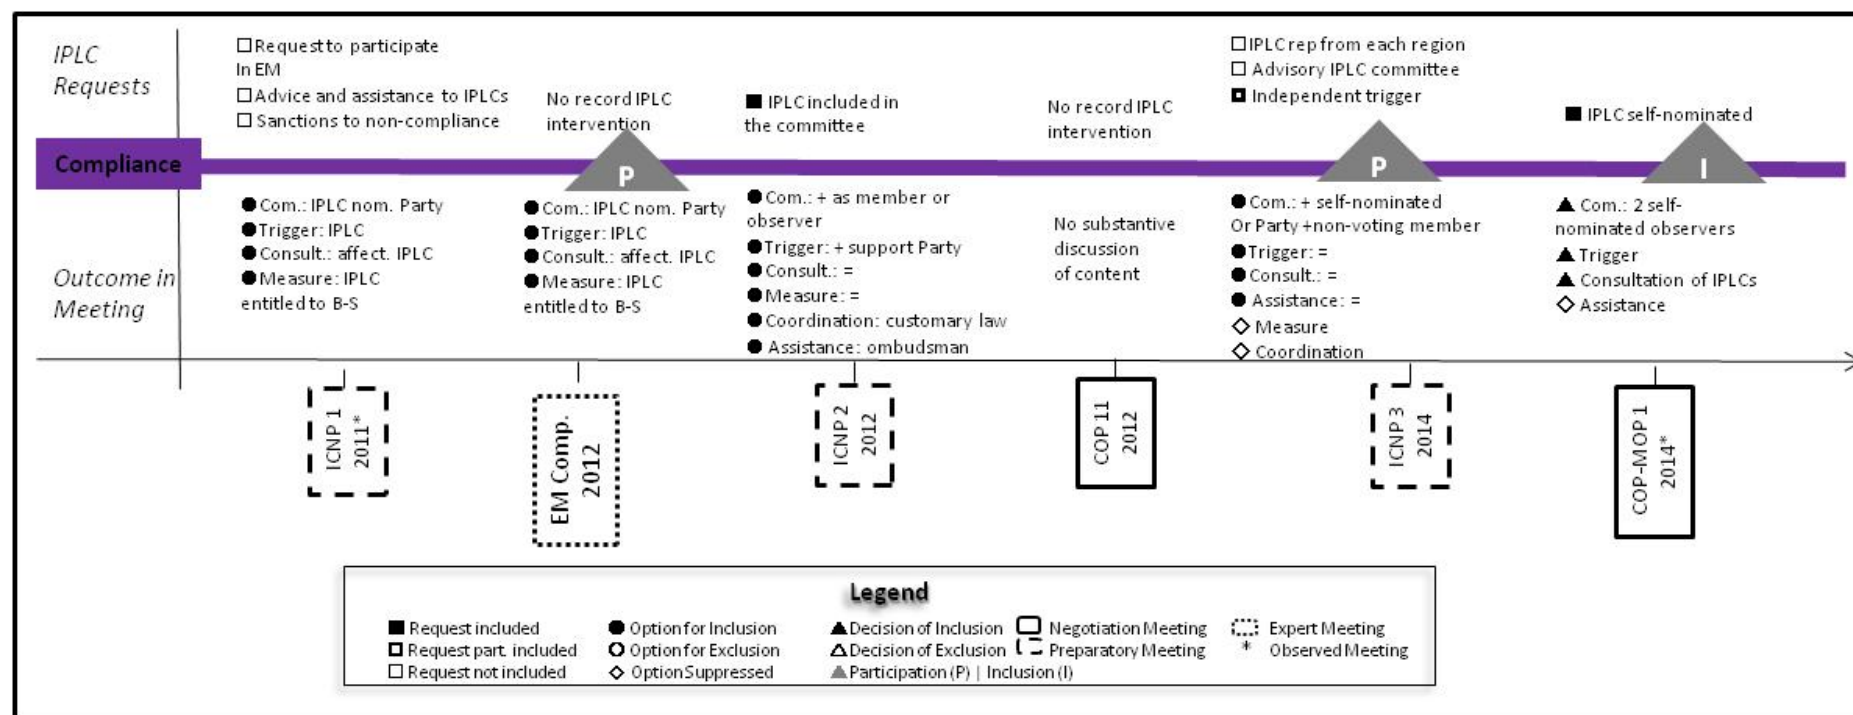 IPLC
Requests
□Request to participate
In EM
□Advice and assistance to IPLCs
□ Sanctions to non-compliance
No record IPLC
intervention
■ IPLC included in
the committee
No record IPLC
intervention
□IPLC rep from each region
□ Advisory IPLC committee
Independent trigger
■ IPLC self-nominated
Compliance
P
P
I
Outcome in
Meeting
●Com.: IPLC nom. Party
●Trigger: IPLC
●Consult.: affect. IPLC
●Measure: IPLC
entitled to B-S
●Com.: IPLC nom. Party
●Trigger: IPLC
●Consult.: affect. IPLC
●Measure: IPLC
entitled to B-S
●Com.: + as member or
observer
●Trigger: + support Party
●Consult.: =
●Measure: =
●Coordination: customary law
● Assistance: ombudsman
No substantive
discussion
of content
●Com.: + self-nominated
Or Party +non-voting member
●Trigger: =
●Consult.: =
● Assistance: =
◇ Measure
◇ Coordination
▲ Com.: 2 self-
nominated observers
▲ Trigger
▲ Consultation of IPLCs
◇ Assistance
ICNP 1
2011*
EM Comp.
2012
ICNP 2
2012
COP 11
2012
ICNP 3
2014
COP-MOP 1
2014*
Legend
■ Request included
Request part. included
□ Request not included
● Option for Inclusion
○ Option for Exclusion
◇ Option Suppressed
▲Decision of Inclusion
△Decision of Exclusion
▲Participation (P) | Inclusion (I)
Negotiation Meeting
Preparatory Meeting
Expert Meeting
* Observed Meeting